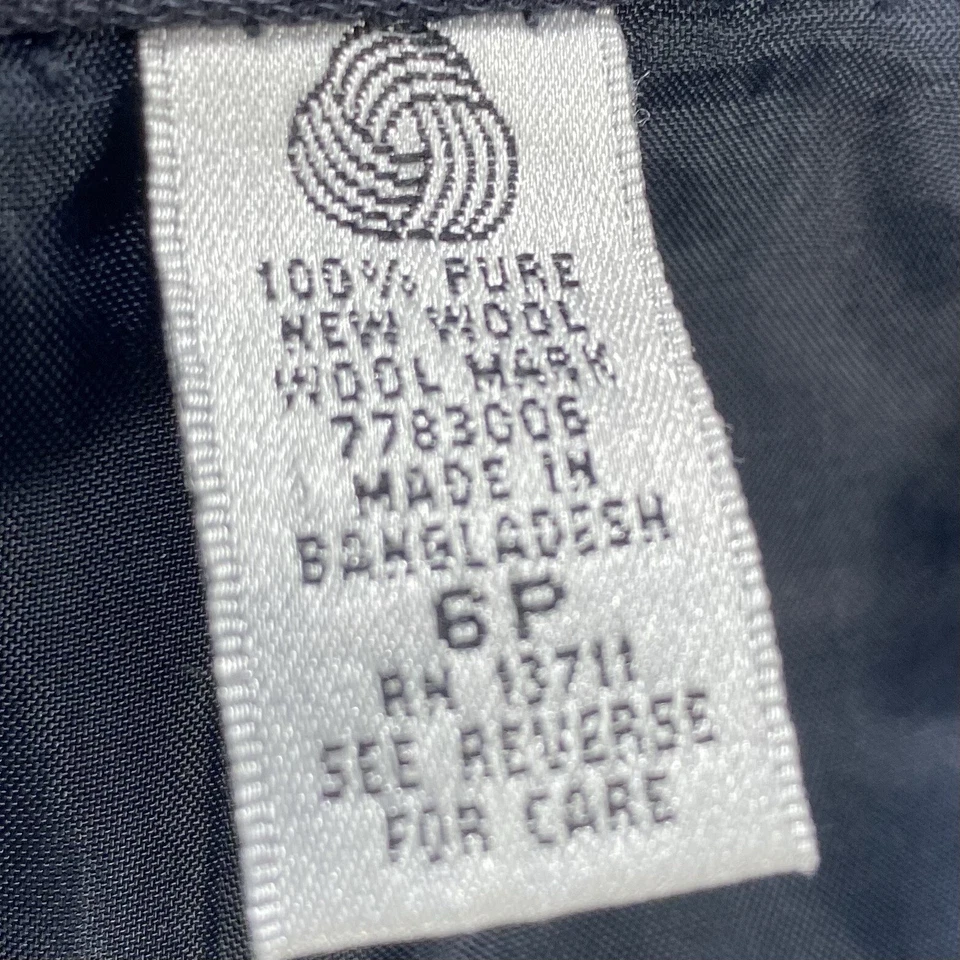 100% PURE
NEW WOOL
WOOL MARK
7783G06
MADE IN
BANGLADESH
6P
RN 13711
SEE REVERSE
FOR CARE